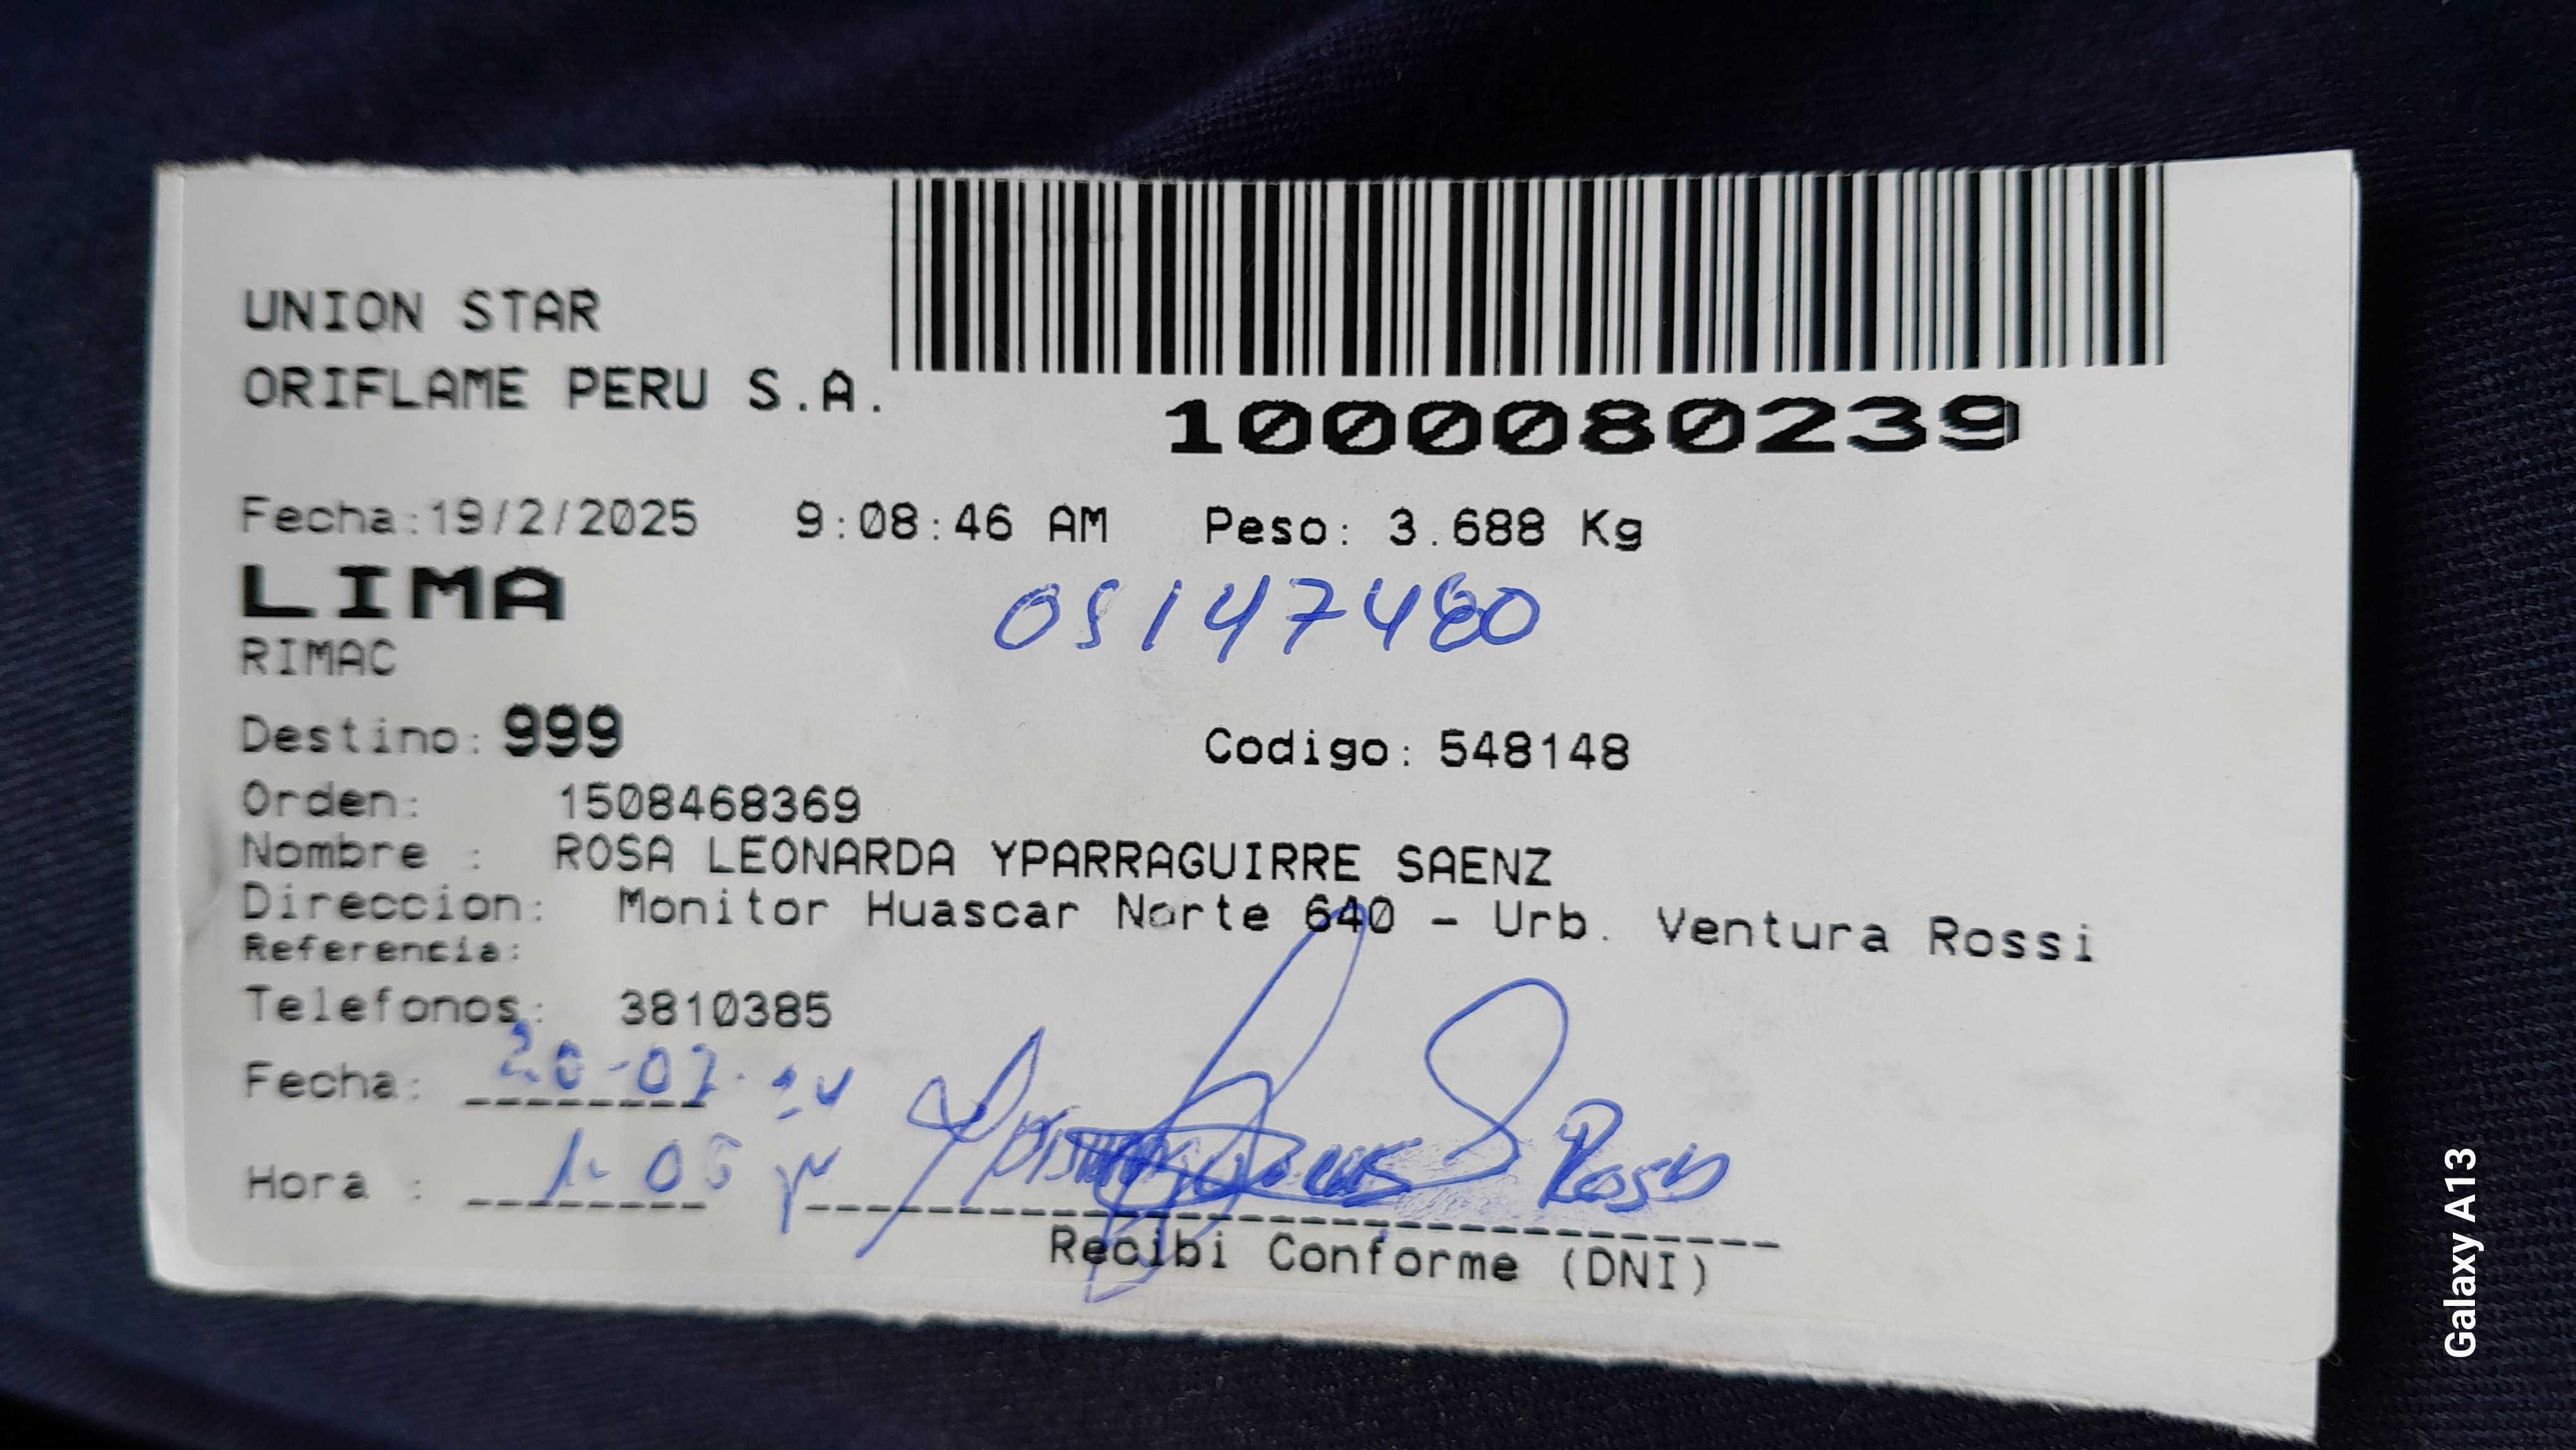 UNION STAR
ORIFLAME PERU S.A.
1000080239
Fecha:19/2/2025 9:08:46 AM Peso: 3.688 Kg
LIMA
RIMAC
Destino: 999 Codigo: 548148
Orden: 1508468369
Nombre : ROSA LEONARDA YPARRAGUIRRE SAENZ
Direccion: Monitor Huascar Norte 640 - Urb. Ventura Rossi
Referencia:
Telefonos: 3810385
Fecha:
Hora :
Rosa
Recibi Conforme (DNI)
Galaxy A13